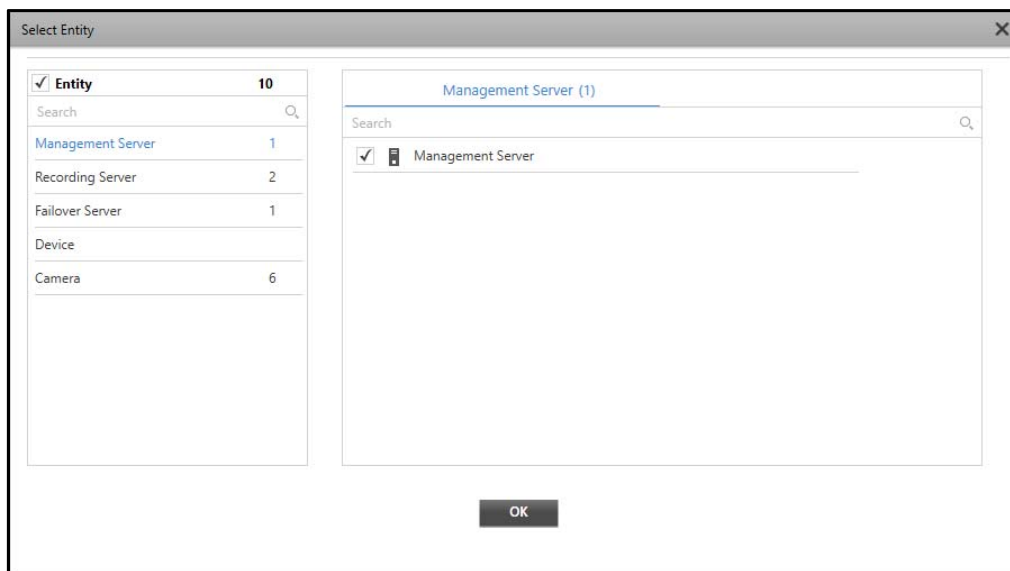 Select Entity
Entity 10
Search
Management Server 1
Recording Server 2
Failover Server 1
Device
Camera 6
Management Server (1)
Search
Management Server
OK